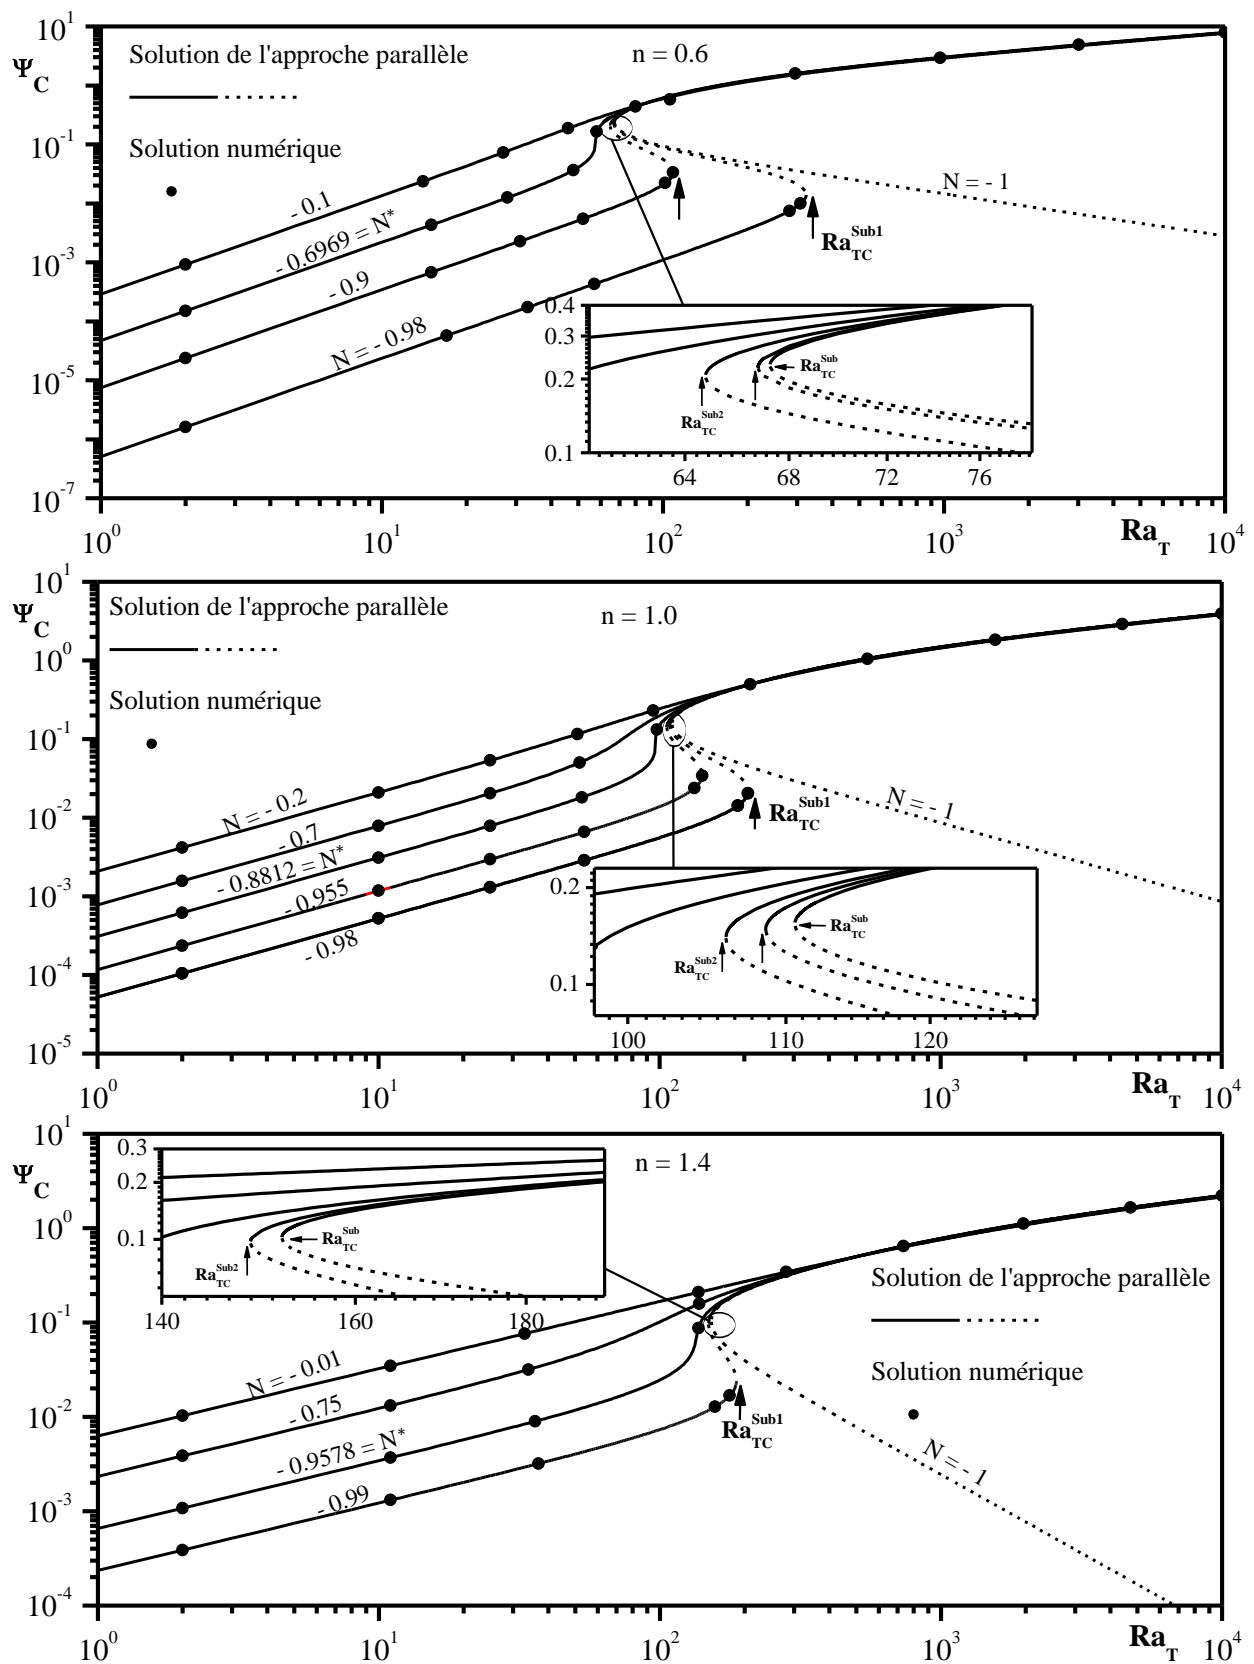 10^1
Ψ_C
Solution de l'approche parallèle
n = 0.6
10^-1
Solution numérique
N = - 1
- 0.1
- 0.6969 = N^*
10^-3
- 0.9
Ra_TC^Sub1
N = - 0.98
0.4
0.3
Ra_TC^Sub
10^-5
0.2
Ra_TC^Sub2
0.1
64 68 72 76
10^-7
10^0 10^1 10^2 10^3 Ra_T 10^4
10^1
Ψ_C
Solution de l'approche parallèle
n = 1.0
10^0
Solution numérique
10^-1
N = - 0.2
N = - 1
10^-2
- 0.7
Ra_TC^Sub1
- 0.8812 = N^*
10^-3
- 0.955
0.2
- 0.98
Ra_TC^Sub
Ra_TC^Sub2
10^-4
0.1
100 110 120
10^-5
10^0 10^1 10^2 10^3 Ra_T 10^4
10^1
0.3
n = 1.4
Ψ_C
0.2
10^0
0.1
Ra_TC^Sub
Ra_TC^Sub2
Solution de l'approche parallèle
140 160 180
10^-1
N = - 0.01
Solution numérique
- 0.75
10^-2
Ra_TC^Sub1
- 0.9578 = N^*
N = - 1
- 0.99
10^-3
10^-4
10^0 10^1 10^2 10^3 Ra_T 10^4